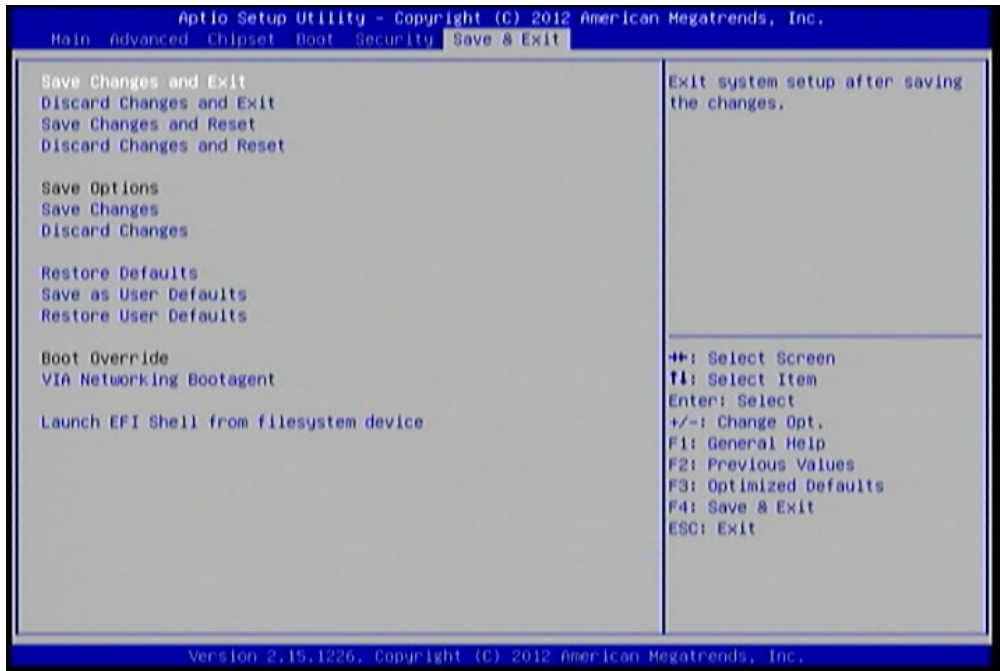 Aptio Setup Utility - Copyright (C) 2012 American Megatrends, Inc.
Main Advanced Chipset Boot Security Save & Exit
Save Changes and Exit
Discard Changes and Exit
Save Changes and Reset
Discard Changes and Reset
Save Options
Save Changes
Discard Changes
Restore Defaults
Save as User Defaults
Restore User Defaults
Boot Override
VIA Networking Bootagent
Launch EFI Shell from filesystem device
Exit system setup after saving
the changes.
→←: Select Screen
↑↓: Select Item
Enter: Select
+/-: Change Opt.
F1: General Help
F2: Previous Values
F3: Optimized Defaults
F4: Save & Exit
ESC: Exit
Version 2.15.1226. Copyright (C) 2012 American Megatrends, Inc.